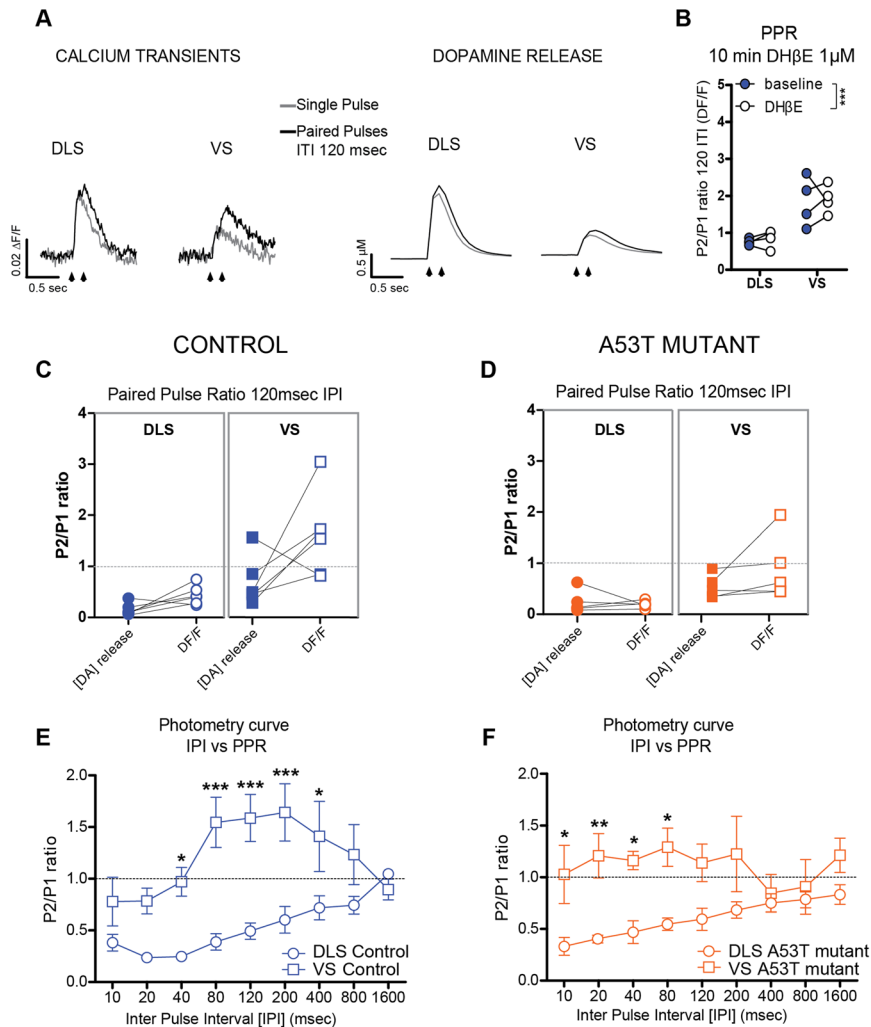 A
CALCIUM TRANSIENTS
DOPAMINE RELEASE
Single Pulse
Paired Pulses
ITI 120 msec
DLS
VS
DLS
VS
0.02 ΔF/F
0.5 sec
0.5 µM
0.5 sec
B
PPR
10 min DHβE 1µM
baseline
DHβE
***
P2/P1 ratio 120 ITI (DF/F)
5
4
3
2
1
0
DLS
VS
CONTROL
A53T MUTANT
C
Paired Pulse Ratio 120msec IPI
DLS
VS
P2/P1 ratio
4
3
2
1
0
[DA] release
DF/F
[DA] release
DF/F
D
Paired Pulse Ratio 120msec IPI
DLS
VS
P2/P1 ratio
4
3
2
1
0
[DA] release
DF/F
[DA] release
DF/F
E
Photometry curve
IPI vs PPR
P2/P1 ratio
2.0
1.5
1.0
0.5
0.0
* *** *** *** *
DLS Control
VS Control
10 20 40 80 120 200 400 800 1600
Inter Pulse Interval [IPI] (msec)
F
Photometry curve
IPI vs PPR
P2/P1 ratio
2.0
1.5
1.0
0.5
0.0
* ** * *
DLS A53T mutant
VS A53T mutant
10 20 40 80 120 200 400 800 1600
Inter Pulse Interval [IPI] (msec)